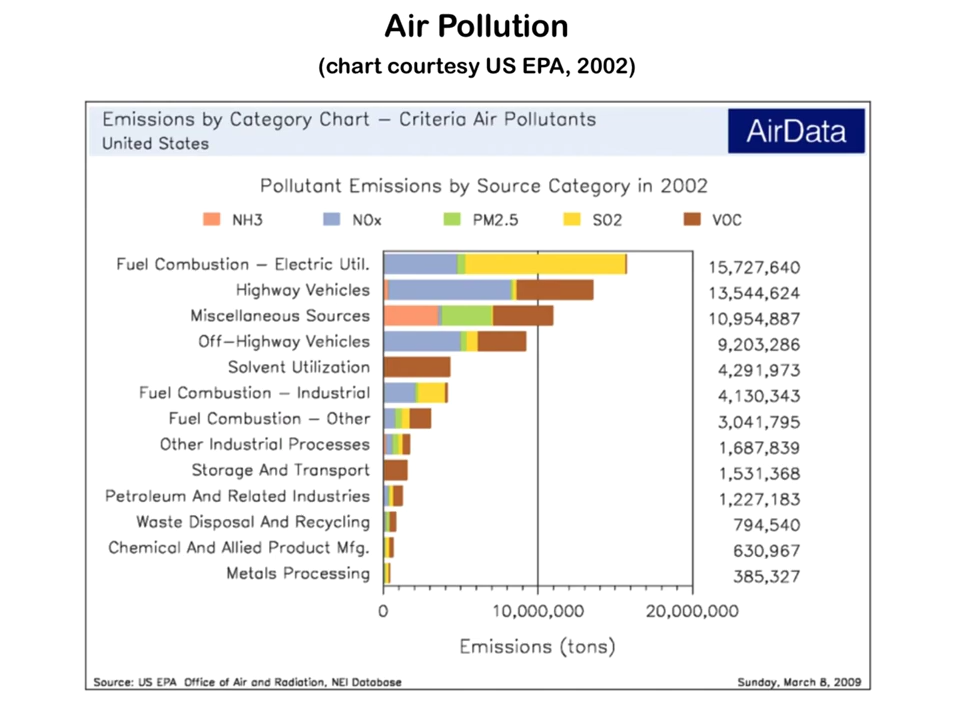 Air Pollution
(chart courtesy US EPA, 2002)
Emissions by Category Chart – Criteria Air Pollutants
United States
AirData
Pollutant Emissions by Source Category in 2002
NH3 NOx PM2.5 SO2 VOC
Fuel Combustion – Electric Util. 15,727,640
Highway Vehicles 13,544,624
Miscellaneous Sources 10,954,887
Off–Highway Vehicles 9,203,286
Solvent Utilization 4,291,973
Fuel Combustion – Industrial 4,130,343
Fuel Combustion – Other 3,041,795
Other Industrial Processes 1,687,839
Storage And Transport 1,531,368
Petroleum And Related Industries 1,227,183
Waste Disposal And Recycling 794,540
Chemical And Allied Product Mfg. 630,967
Metals Processing 385,327
0 10,000,000 20,000,000
Emissions (tons)
Source: US EPA Office of Air and Radiation, NEI Database
Sunday, March 8, 2009